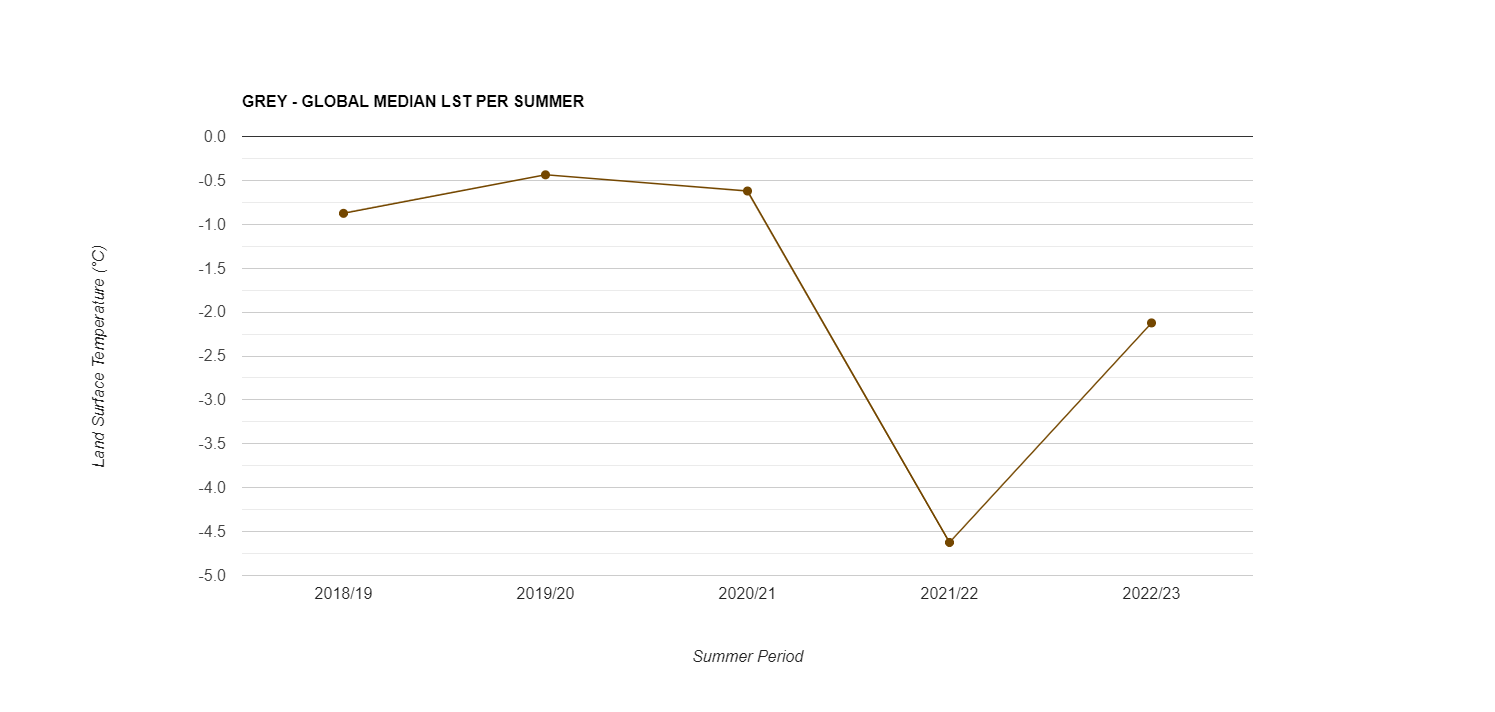 GREY - GLOBAL MEDIAN LST PER SUMMER
0.0
-0.5
-1.0
-1.5
-2.0
-2.5
-3.0
-3.5
-4.0
-4.5
-5.0
Land Surface Temperature (°C)
2018/19 2019/20 2020/21 2021/22 2022/23
Summer Period